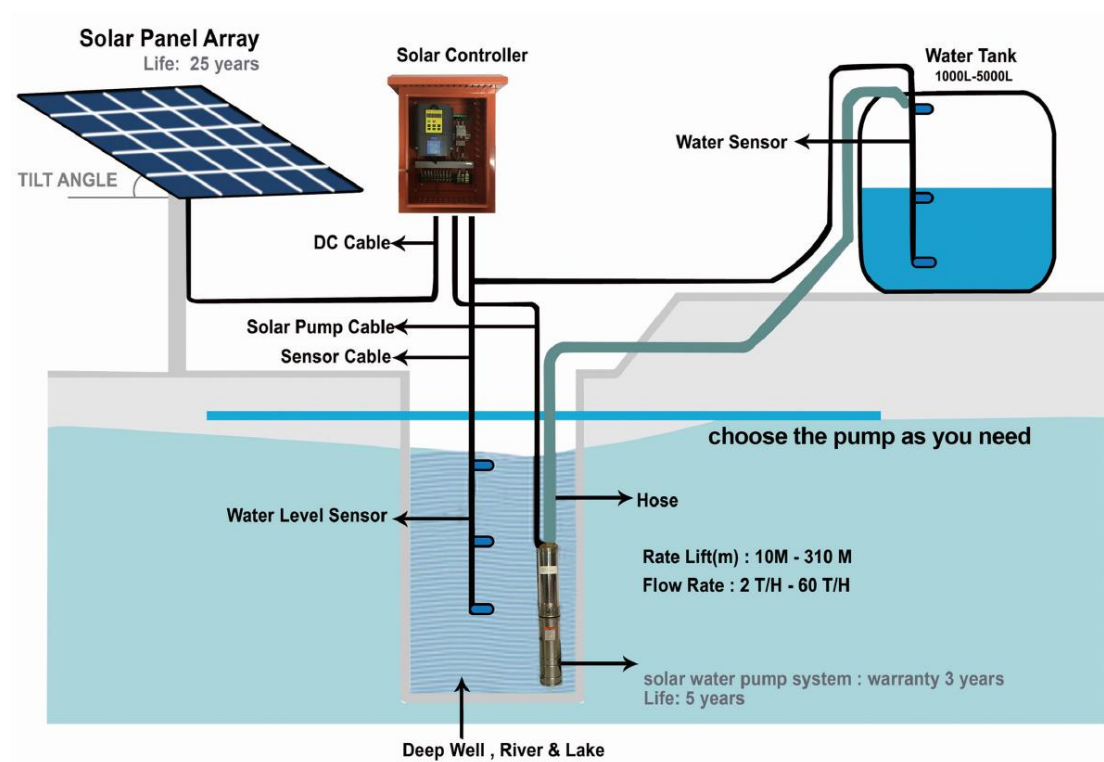 Solar Panel Array
Life: 25 years
Solar Controller
Water Tank
1000L-5000L
Water Sensor
TILT ANGLE
DC Cable
Solar Pump Cable
Sensor Cable
choose the pump as you need
Water Level Sensor
Hose
Rate Lift(m) : 10M - 310 M
Flow Rate : 2 T/H - 60 T/H
solar water pump system : warranty 3 years
Life: 5 years
Deep Well , River & Lake